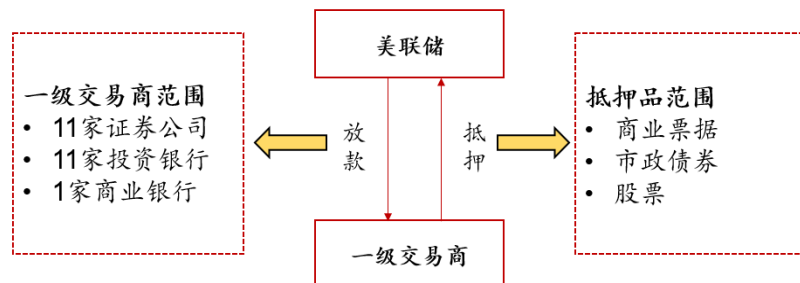 美联储
一级交易商范围
• 11家证券公司
• 11家投资银行
• 1家商业银行
放款
抵押
抵押品范围
• 商业票据
• 市政债券
• 股票
一级交易商